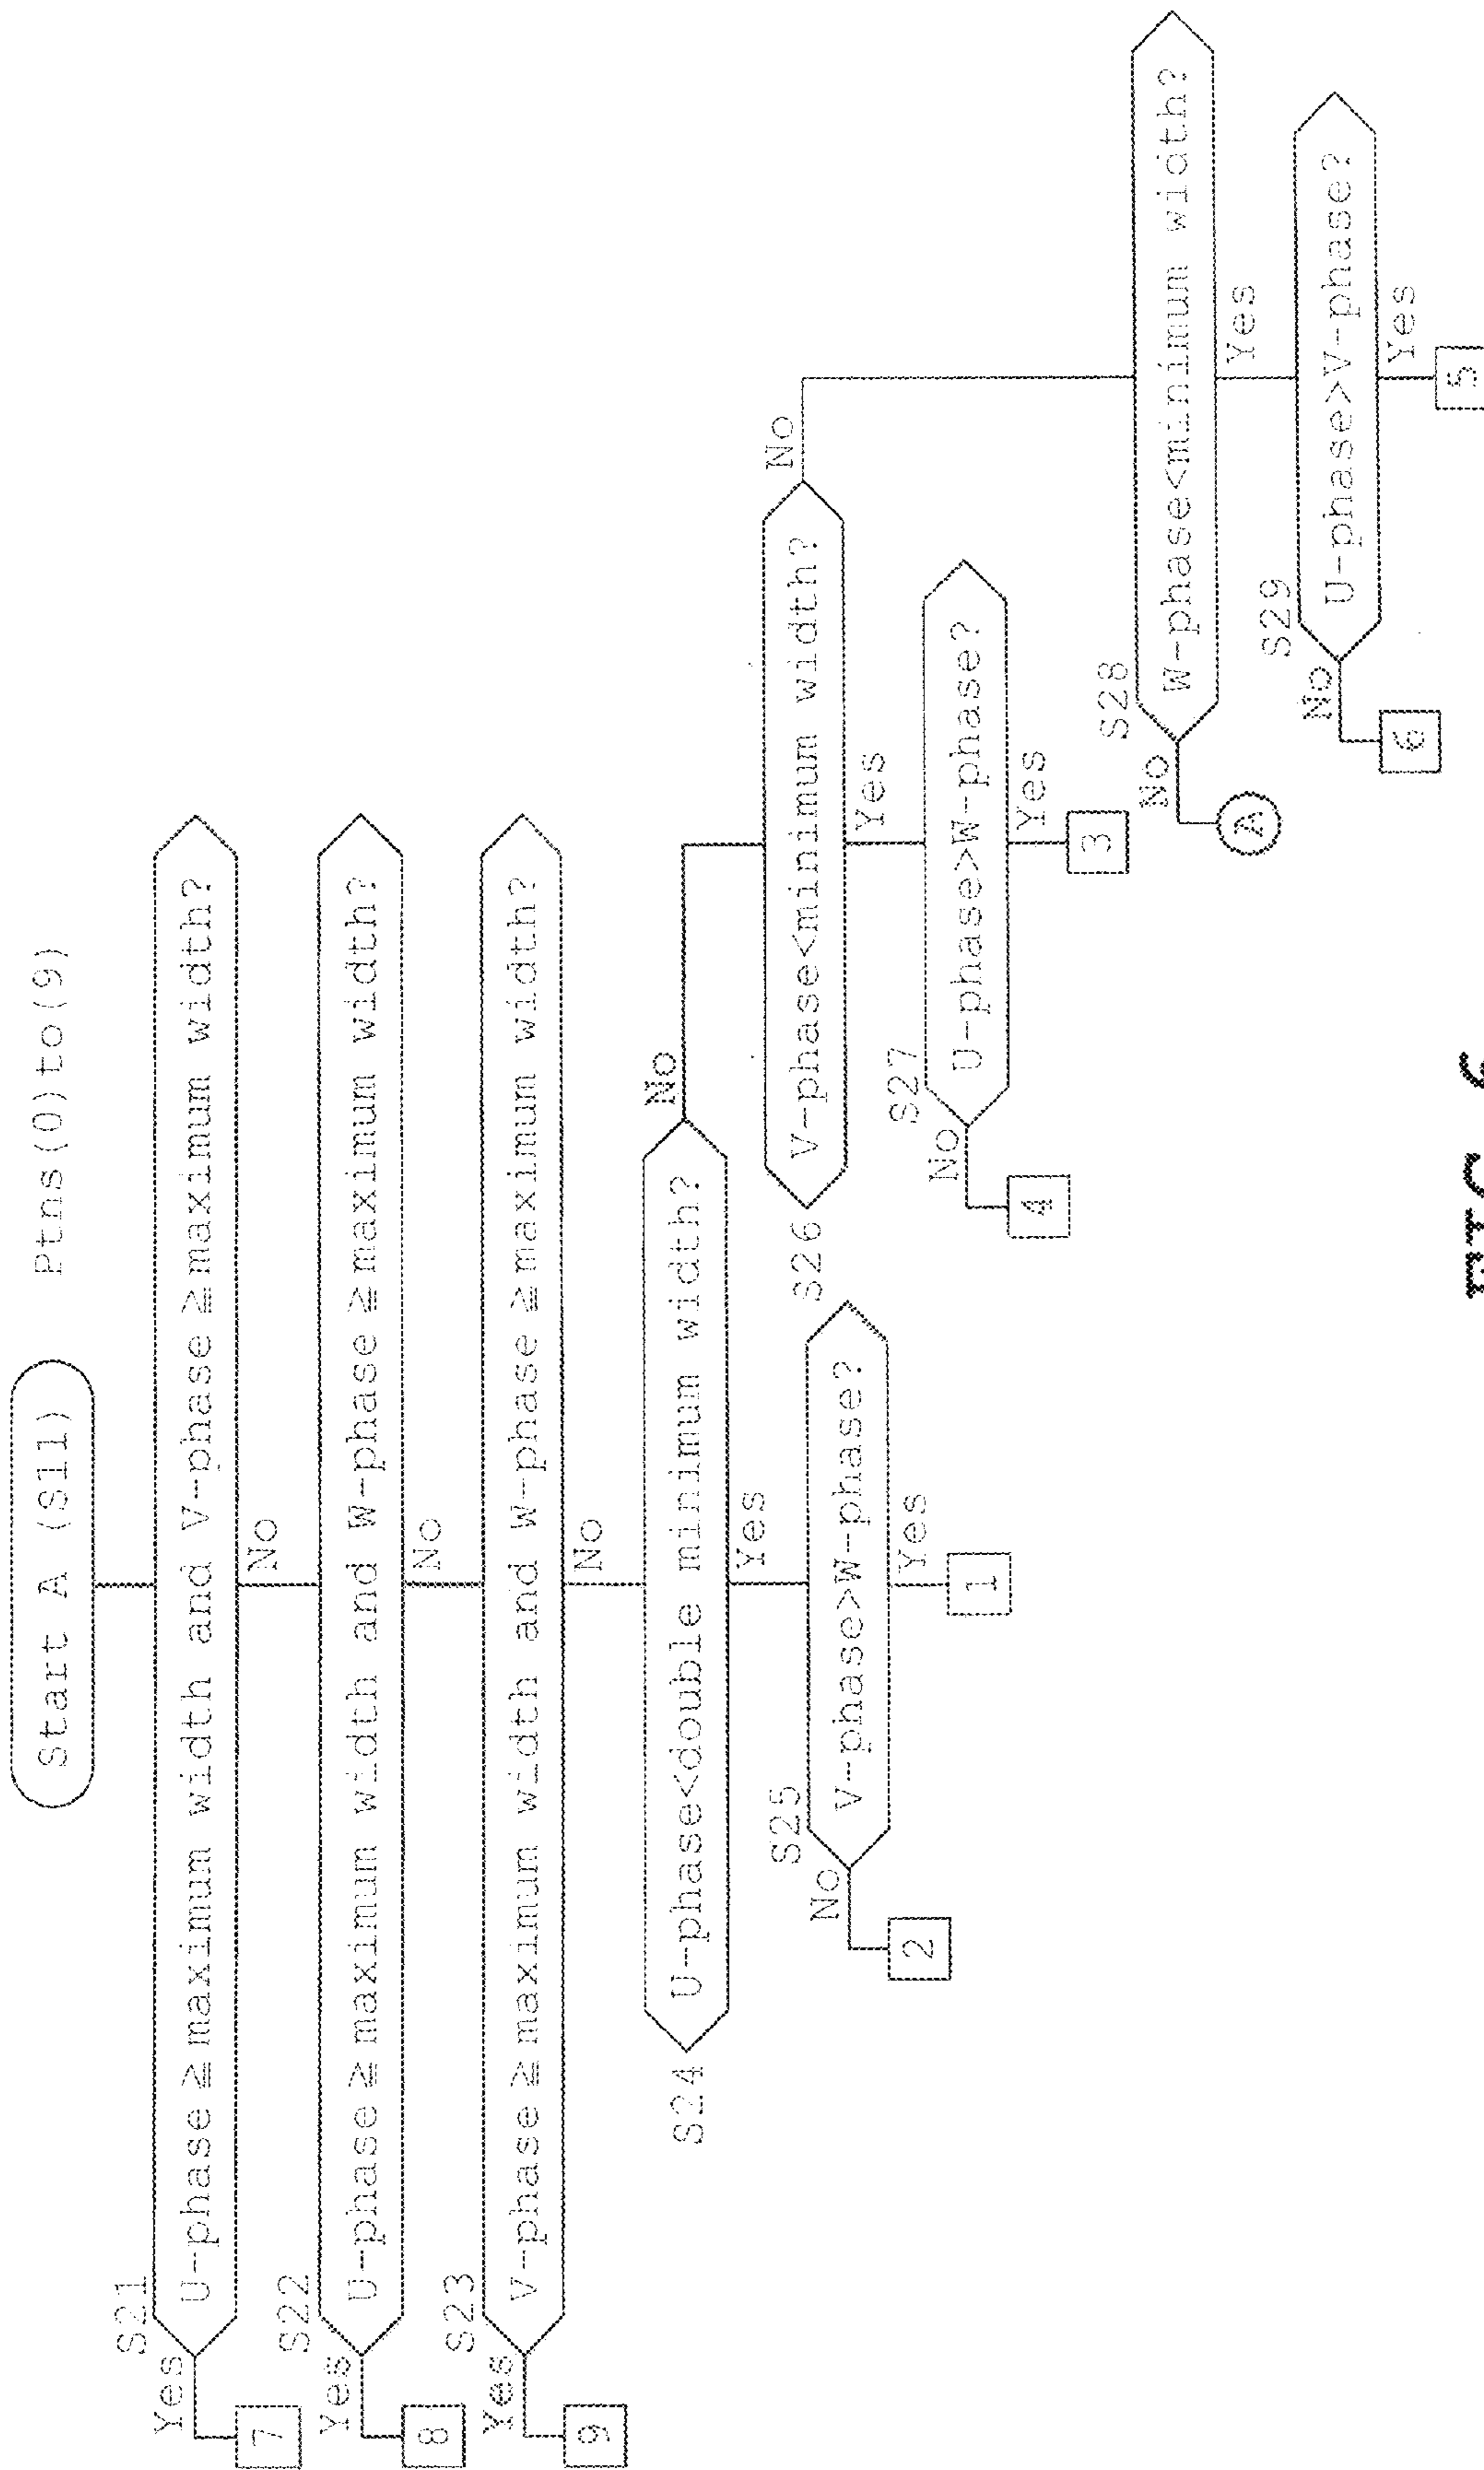 Start A (S11)
Ptns(0)to(9)
S21
U-phase≧maximum width and V-phase≧maximum width?
Yes
7
No
S22
U-phase≧maximum width and W-phase≧maximum width?
Yes
8
No
S23
V-phase≧maximum width and W-phase≧maximum width?
Yes
9
No
S24
U-phase<double minimum width?
No
Yes
S25
V-phase>W-phase?
No
2
Yes
1
S26
V-phase<minimum width?
No
Yes
S27
U-phase>W-phase?
No
4
Yes
3
S28
W-phase<minimum width?
No
A
Yes
S29
U-phase>V-phase?
No
6
Yes
5